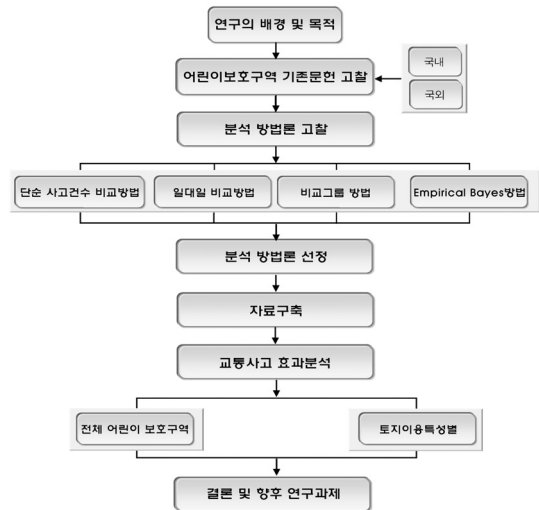 연구의 배경 및 목적
어린이보호구역 기존문헌 고찰
국내
국외
분석 방법론 고찰
단순 사고건수 비교방법
일대일 비교방법
비교그룹 방법
Empirical Bayes방법
분석 방법론 선정
자료구축
교통사고 효과분석
전체 어린이 보호구역
토지이용특성별
결론 및 향후 연구과제